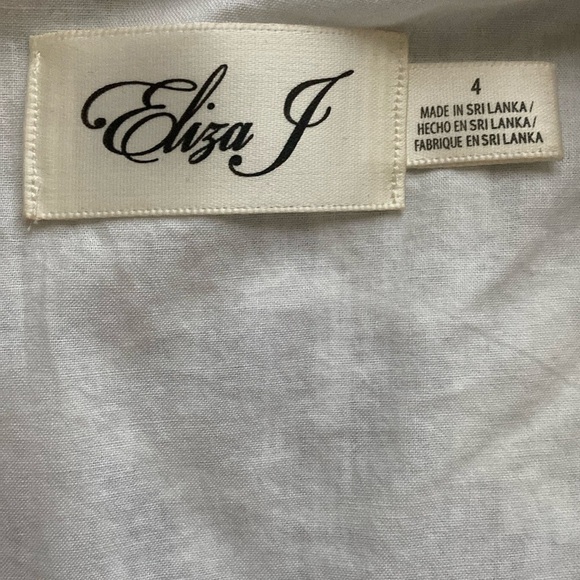 Eliza J
4
MADE IN SRI LANKA/
HECHO EN SRI LANKA/
FABRIQUE EN SRI LANKA